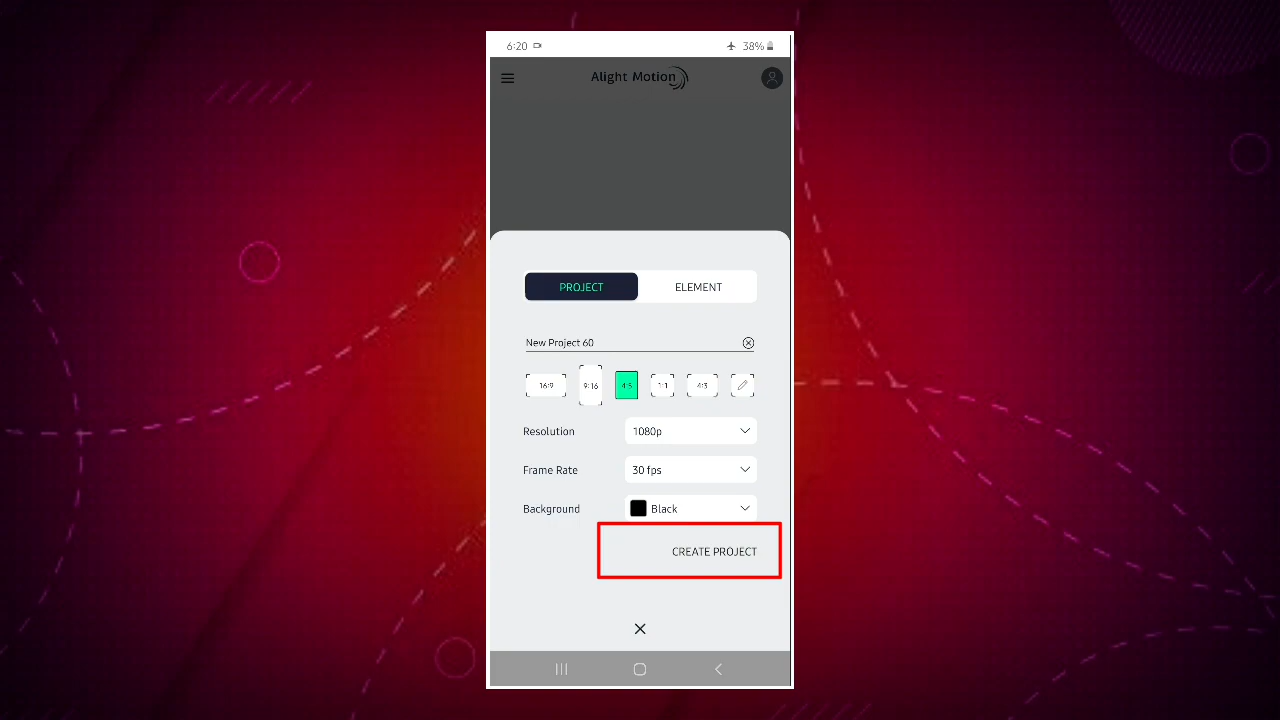 6:20 38%
Alight Motion
PROJECT ELEMENT
New Project 60
16:9 9:16 4:5 1:1 4:3
Resolution 1080p
Frame Rate 30 fps
Background Black
CREATE PROJECT